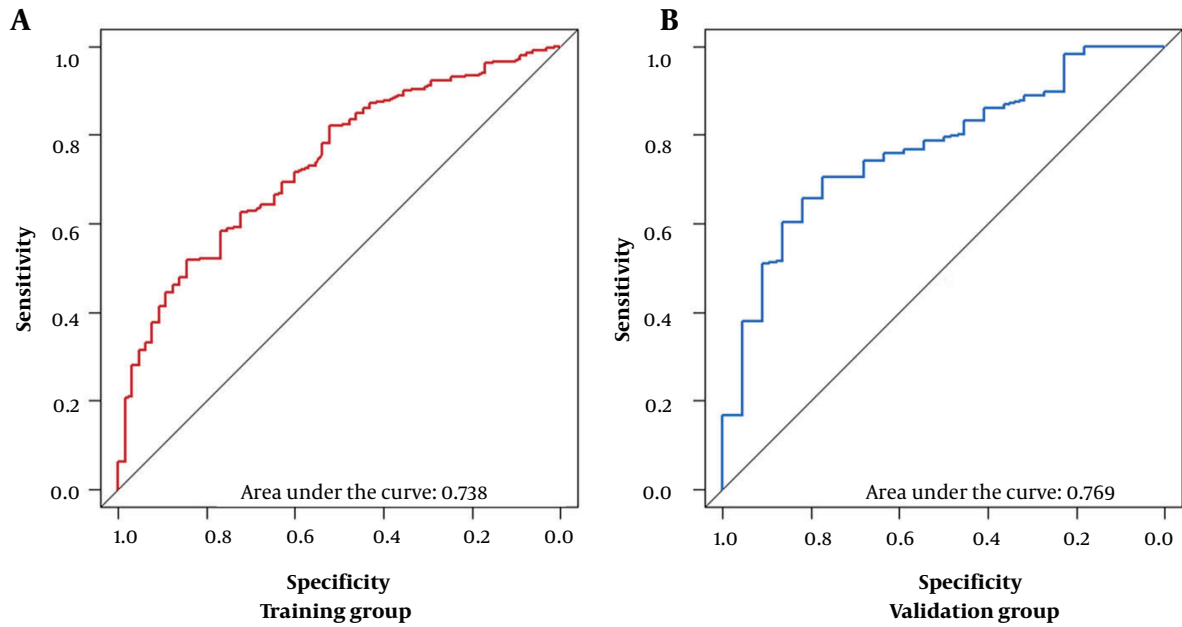 A
Sensitivity
1.0
0.8
0.6
0.4
0.2
0.0
Area under the curve: 0.738
1.0 0.8 0.6 0.4 0.2 0.0
Specificity
Training group
B
Sensitivity
1.0
0.8
0.6
0.4
0.2
0.0
Area under the curve: 0.769
1.0 0.8 0.6 0.4 0.2 0.0
Specificity
Validation group